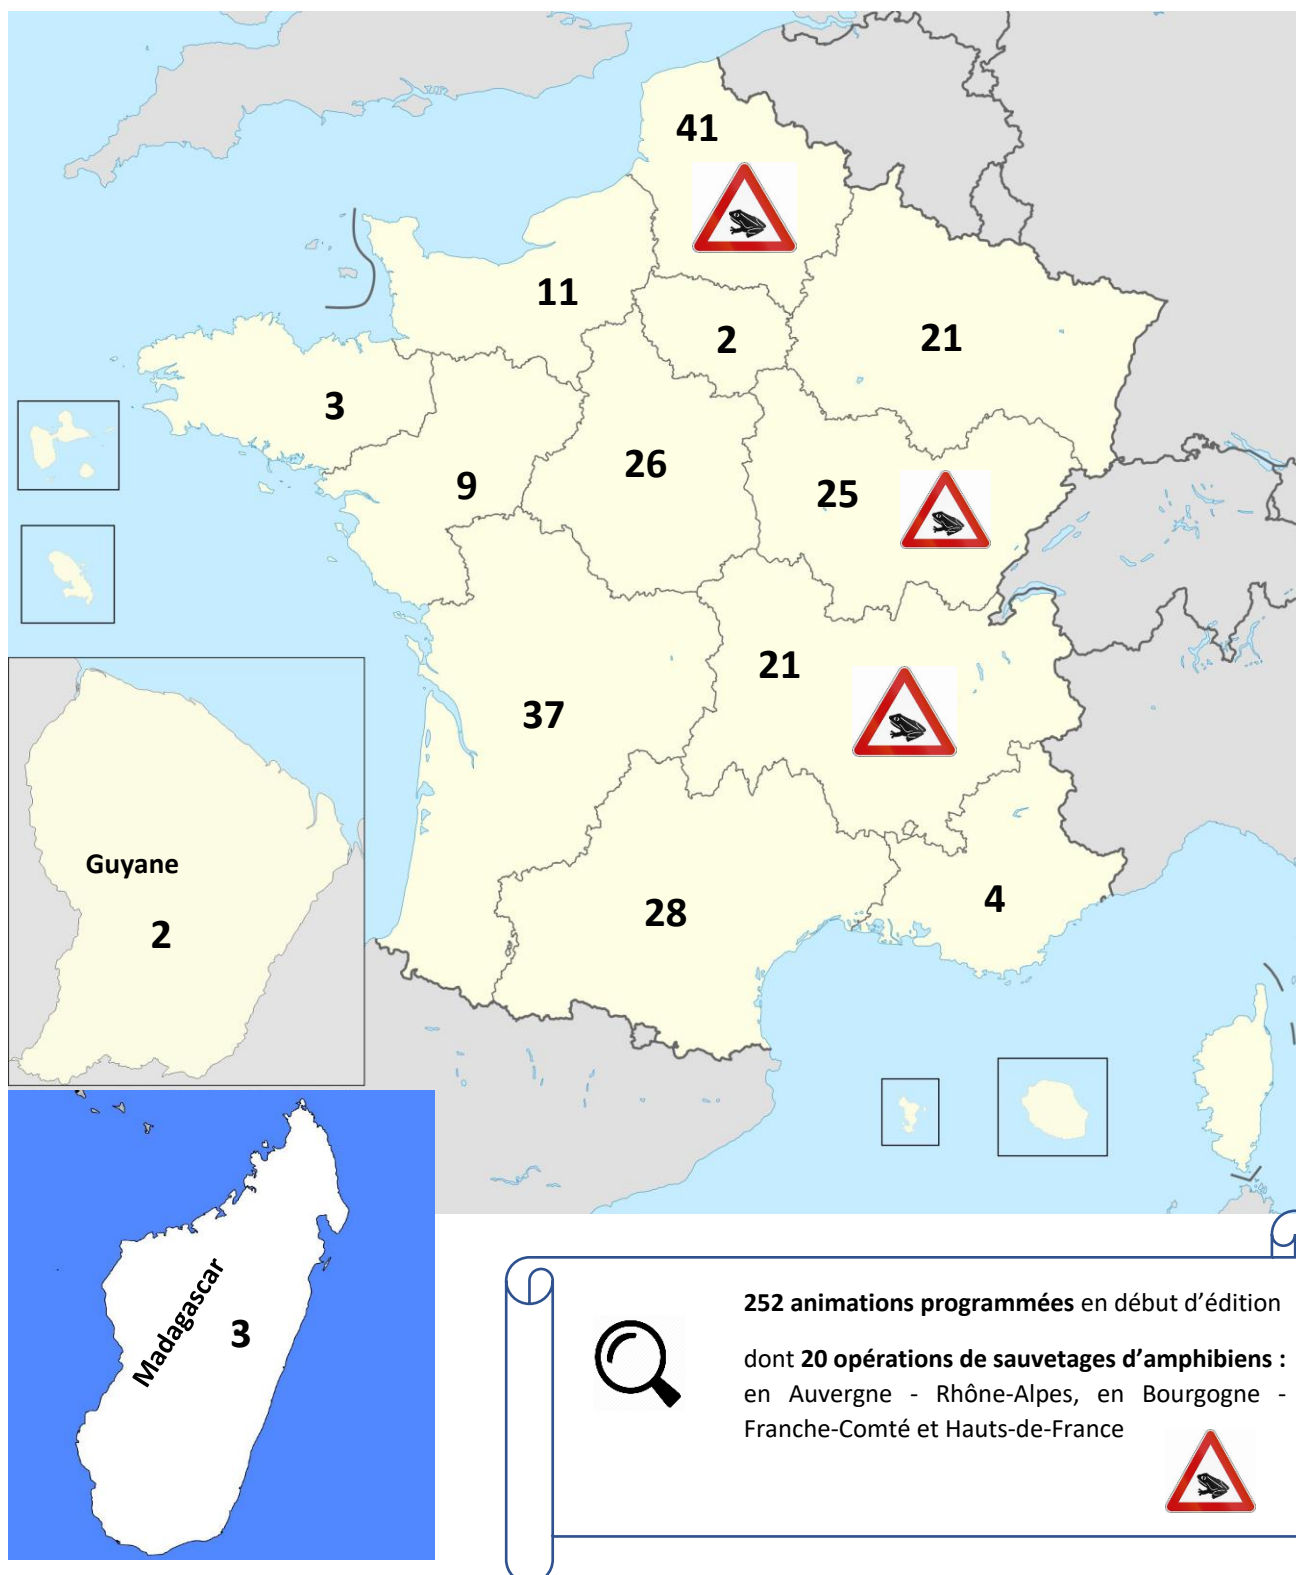 41
11
2
21
3
26
9
25
21
37
28
4
Guyane
2
Madagascar
3
252 animations programmées en début d’édition
dont 20 opérations de sauvetages d’amphibiens :
en Auvergne - Rhône-Alpes, en Bourgogne -
Franche-Comté et Hauts-de-France